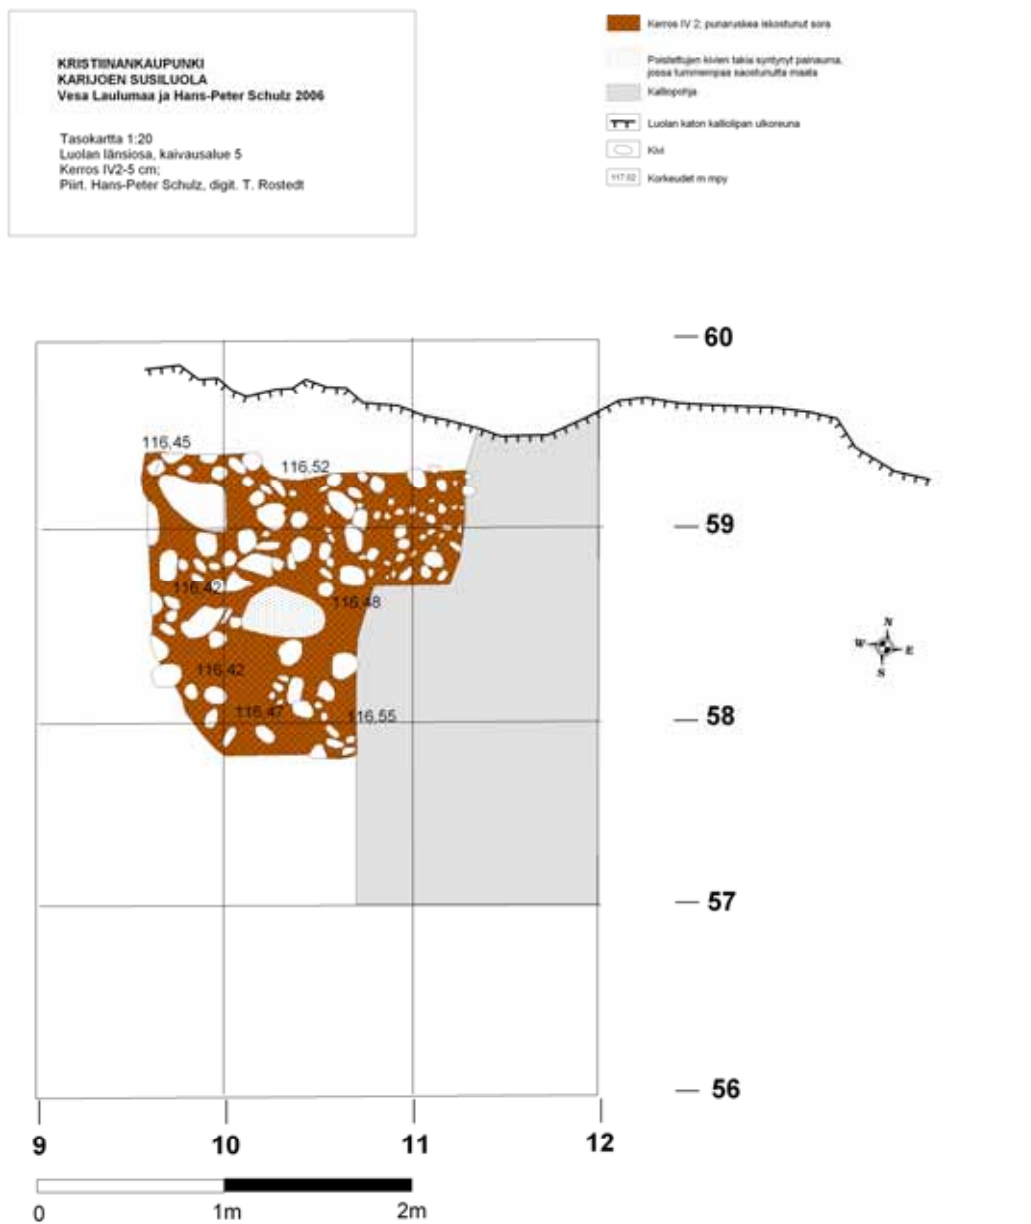 KRISTIINANKAUPUNKI
KARIJOEN SUSILUOLA
Vesa Laulumaa ja Hans-Peter Schulz 2006
Tasokartta 1:20
Luolan länsiosa, kaivausalue 5
Kerros IV2-5 cm;
Piirt. Hans-Peter Schulz, digit. T. Rostedt
Kerros IV 2; punaruskea iskostunut sora
Poistettujen kivien takia syntynyt painauma,
jossa tummempaa saostunutta maata
Kalliopohja
Luolan katon kalliolipan ulkoreuna
Kivi
117.02 Korkeudet m mpy
60
116,45
116,52
59
116,42
116,48
N
W E
S
116,42
116,47
116,55
58
57
56
9 10 11 12
0 1m 2m